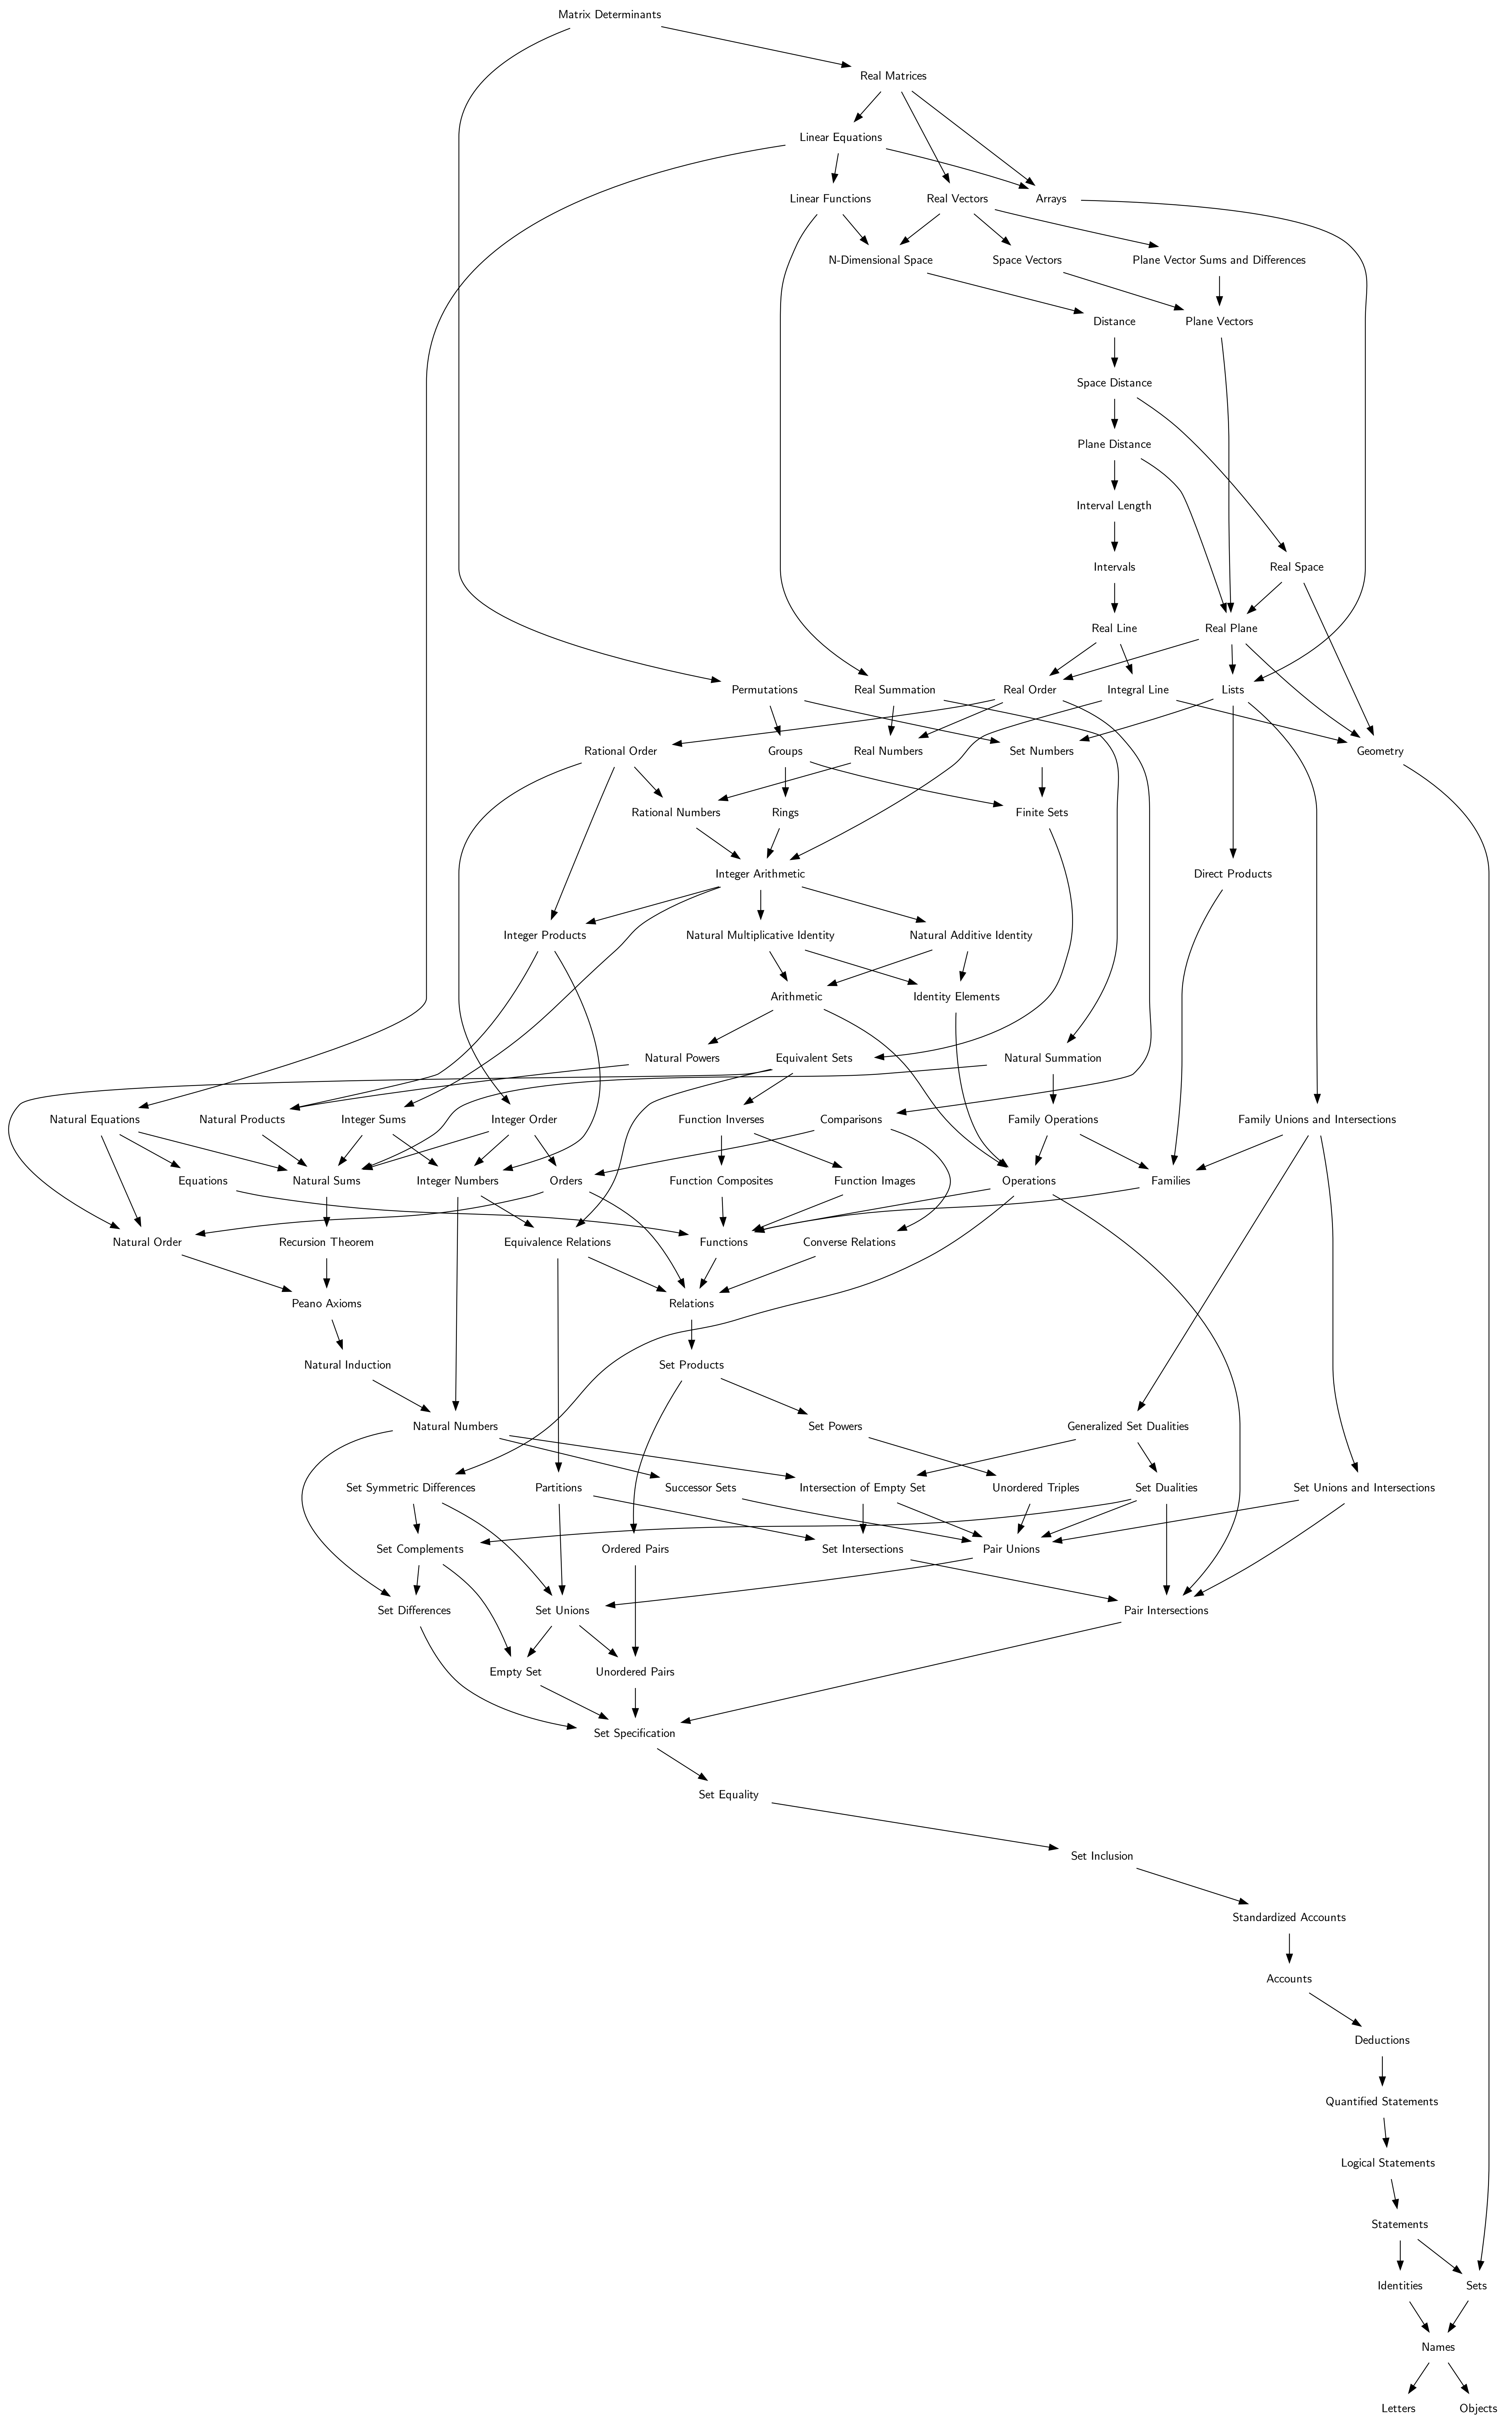 Matrix Determinants
Real Matrices
Linear Equations
Linear Functions
Real Vectors
Arrays
N-Dimensional Space
Space Vectors
Plane Vector Sums and Differences
Distance
Plane Vectors
Space Distance
Plane Distance
Interval Length
Intervals
Real Space
Real Line
Real Plane
Permutations
Real Summation
Real Order
Integral Line
Lists
Rational Order
Groups
Real Numbers
Set Numbers
Geometry
Rational Numbers
Rings
Finite Sets
Integer Arithmetic
Direct Products
Integer Products
Natural Multiplicative Identity
Natural Additive Identity
Arithmetic
Identity Elements
Natural Powers
Equivalent Sets
Natural Summation
Natural Equations
Natural Products
Integer Sums
Integer Order
Function Inverses
Comparisons
Family Operations
Family Unions and Intersections
Equations
Natural Sums
Integer Numbers
Orders
Function Composites
Function Images
Operations
Families
Natural Order
Recursion Theorem
Equivalence Relations
Functions
Converse Relations
Peano Axioms
Relations
Natural Induction
Set Products
Natural Numbers
Set Powers
Generalized Set Dualities
Set Symmetric Differences
Partitions
Successor Sets
Intersection of Empty Set
Unordered Triples
Set Dualities
Set Unions and Intersections
Set Complements
Ordered Pairs
Set Intersections
Pair Unions
Set Differences
Set Unions
Pair Intersections
Empty Set
Unordered Pairs
Set Specification
Set Equality
Set Inclusion
Standardized Accounts
Accounts
Deductions
Quantified Statements
Logical Statements
Statements
Identities
Sets
Names
Letters
Objects